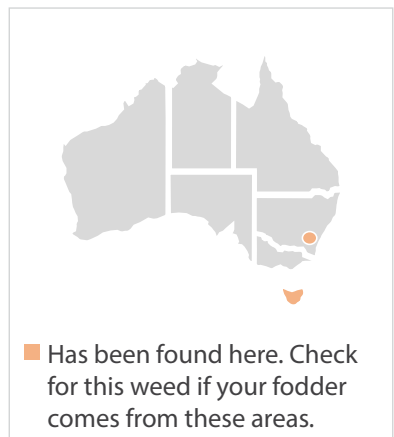 Has been found here. Check
for this weed if your fodder
comes from these areas.